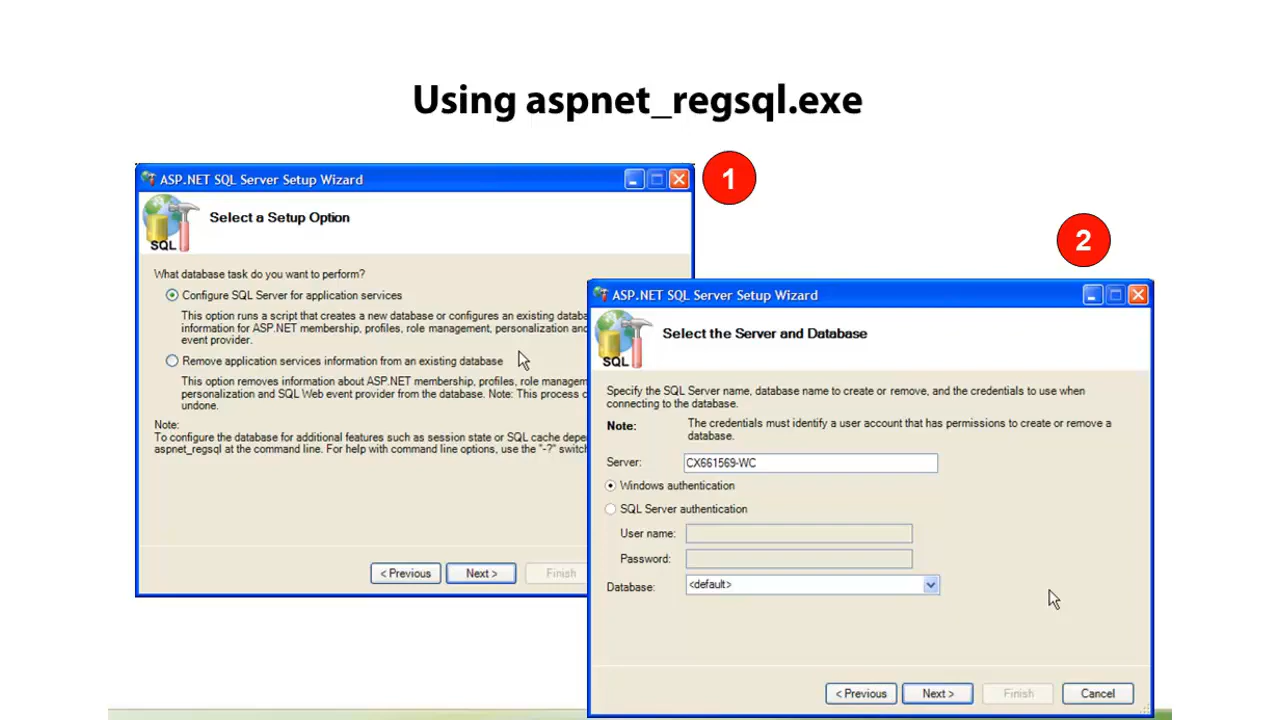 Using aspnet_regsql.exe
1
ASP.NET SQL Server Setup Wizard
SQL
Select a Setup Option
What database task do you want to perform?
Configure SQL Server for application services
This option runs a script that creates a new database or configures an existing
information for ASP.NET membership, profiles, role management, personalization and
event provider.
Remove application services information from an existing database
This option removes information about ASP.NET membership, profiles, role
personalization and SQL Web event provider from the database. Note: This process
undone.
Note:
To configure the database for additional features such as session state or SQL cache
aspnet_regsql at the command line. For help with command line options, use the "-?"
< Previous
Next >
Finish
2
ASP.NET SQL Server Setup Wizard
SQL
Select the Server and Database
Specify the SQL Server name, database name to create or remove, and the credentials to use when
connecting to the database.
Note: The credentials must identify a user account that has permissions to create or remove a
database.
Server: CX661569-WC
Windows authentication
SQL Server authentication
User name:
Password:
Database: <default>
< Previous
Next >
Finish
Cancel